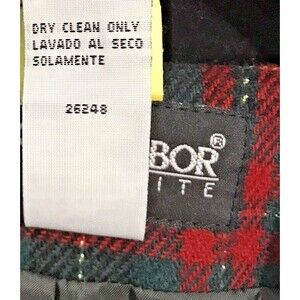 DRY CLEAN ONLY
LAVADO AL SECO
SOLAMENTE
26248
BOR®
ITE